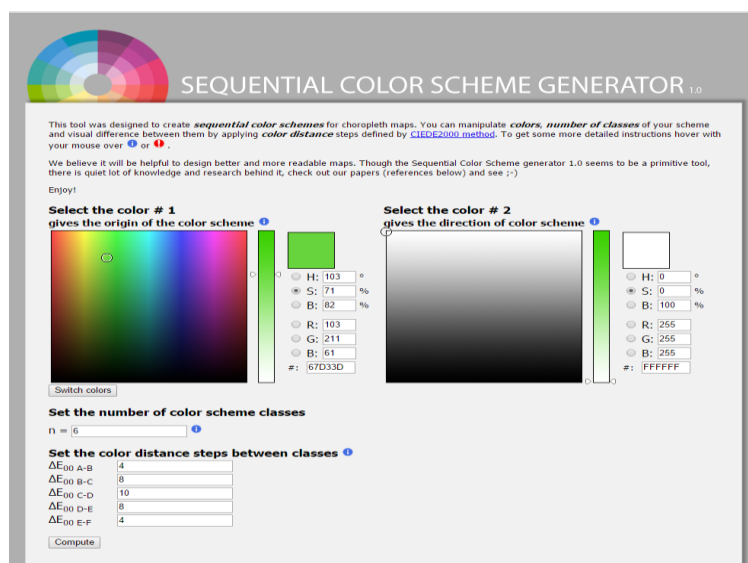 SEQUENTIAL COLOR SCHEME GENERATOR 1.0
This tool was designed to create sequential color schemes for choropleth maps. You can manipulate colors, number of classes of your scheme
and visual difference between them by applying color distance steps defined by CIEDE2000 method. To get some more detailed instructions hover with
your mouse over i or ! .
We believe it will be helpful to design better and more readable maps. Though the Sequential Color Scheme generator 1.0 seems to be a primitive tool,
there is quiet lot of knowledge and research behind it, check out our papers (references below) and see ;-)
Enjoy!
Select the color # 1
gives the origin of the color scheme i
H: 103 °
S: 71 %
B: 82 %
R: 103
G: 211
B: 61
#: 67D33D
Switch colors
Select the color # 2
gives the direction of color scheme i
H: 0 °
S: 0 %
B: 100 %
R: 255
G: 255
B: 255
#: FFFFFF
Set the number of color scheme classes
n = 6 i
Set the color distance steps between classes i
ΔE00 A-B 4
ΔE00 B-C 8
ΔE00 C-D 10
ΔE00 D-E 8
ΔE00 E-F 4
Compute